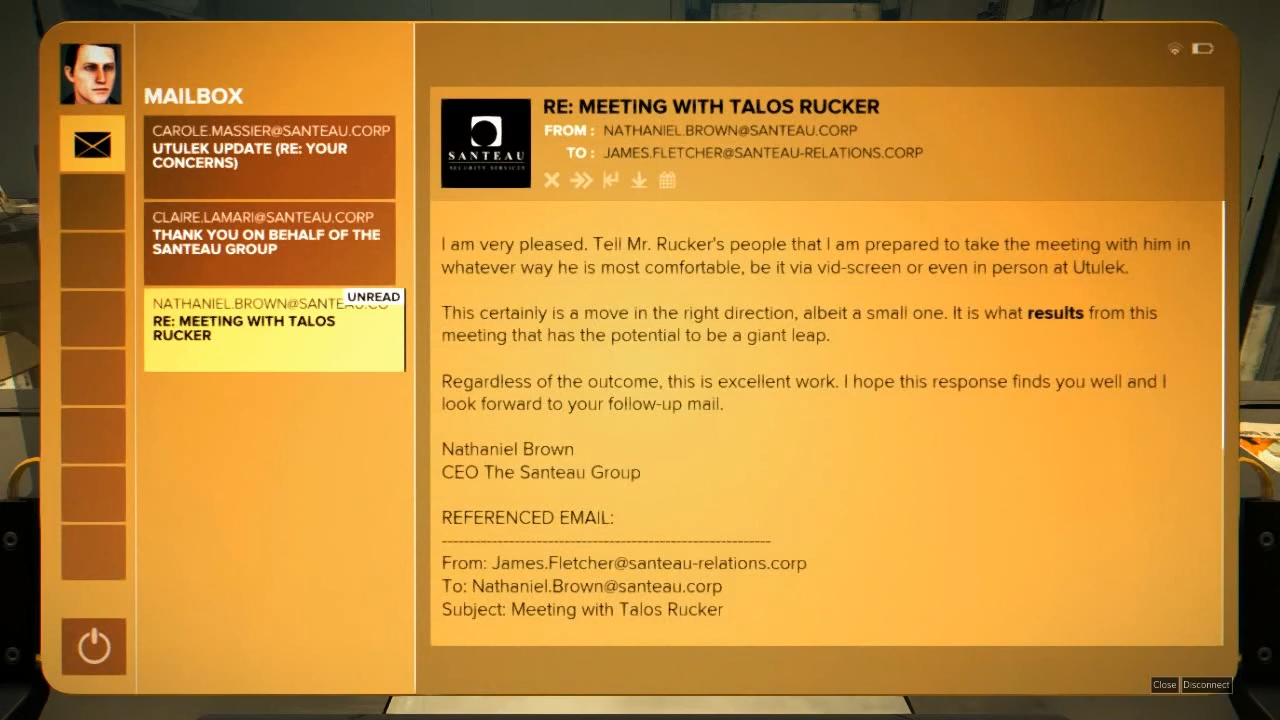 MAILBOX
CAROLE.MASSIER@SANTEAU.CORP
UTULEK UPDATE (RE: YOUR
CONCERNS)
CLAIRE.LAMARI@SANTEAU.CORP
THANK YOU ON BEHALF OF THE
SANTEAU GROUP
UNREAD
NATHANIEL.BROWN@SANTEAU.CO
RE: MEETING WITH TALOS
RUCKER
SANTEAU
SECURITY SERVICES
RE: MEETING WITH TALOS RUCKER
FROM : NATHANIEL.BROWN@SANTEAU.CORP
TO : JAMES.FLETCHER@SANTEAU-RELATIONS.CORP
I am very pleased. Tell Mr. Rucker's people that I am prepared to take the meeting with him in
whatever way he is most comfortable, be it via vid-screen or even in person at Utulek.
This certainly is a move in the right direction, albeit a small one. It is what results from this
meeting that has the potential to be a giant leap.
Regardless of the outcome, this is excellent work. I hope this response finds you well and I
look forward to your follow-up mail.
Nathaniel Brown
CEO The Santeau Group
REFERENCED EMAIL:
-----------------------------------------------------------
From: James.Fletcher@santeau-relations.corp
To: Nathaniel.Brown@santeau.corp
Subject: Meeting with Talos Rucker
Close Disconnect